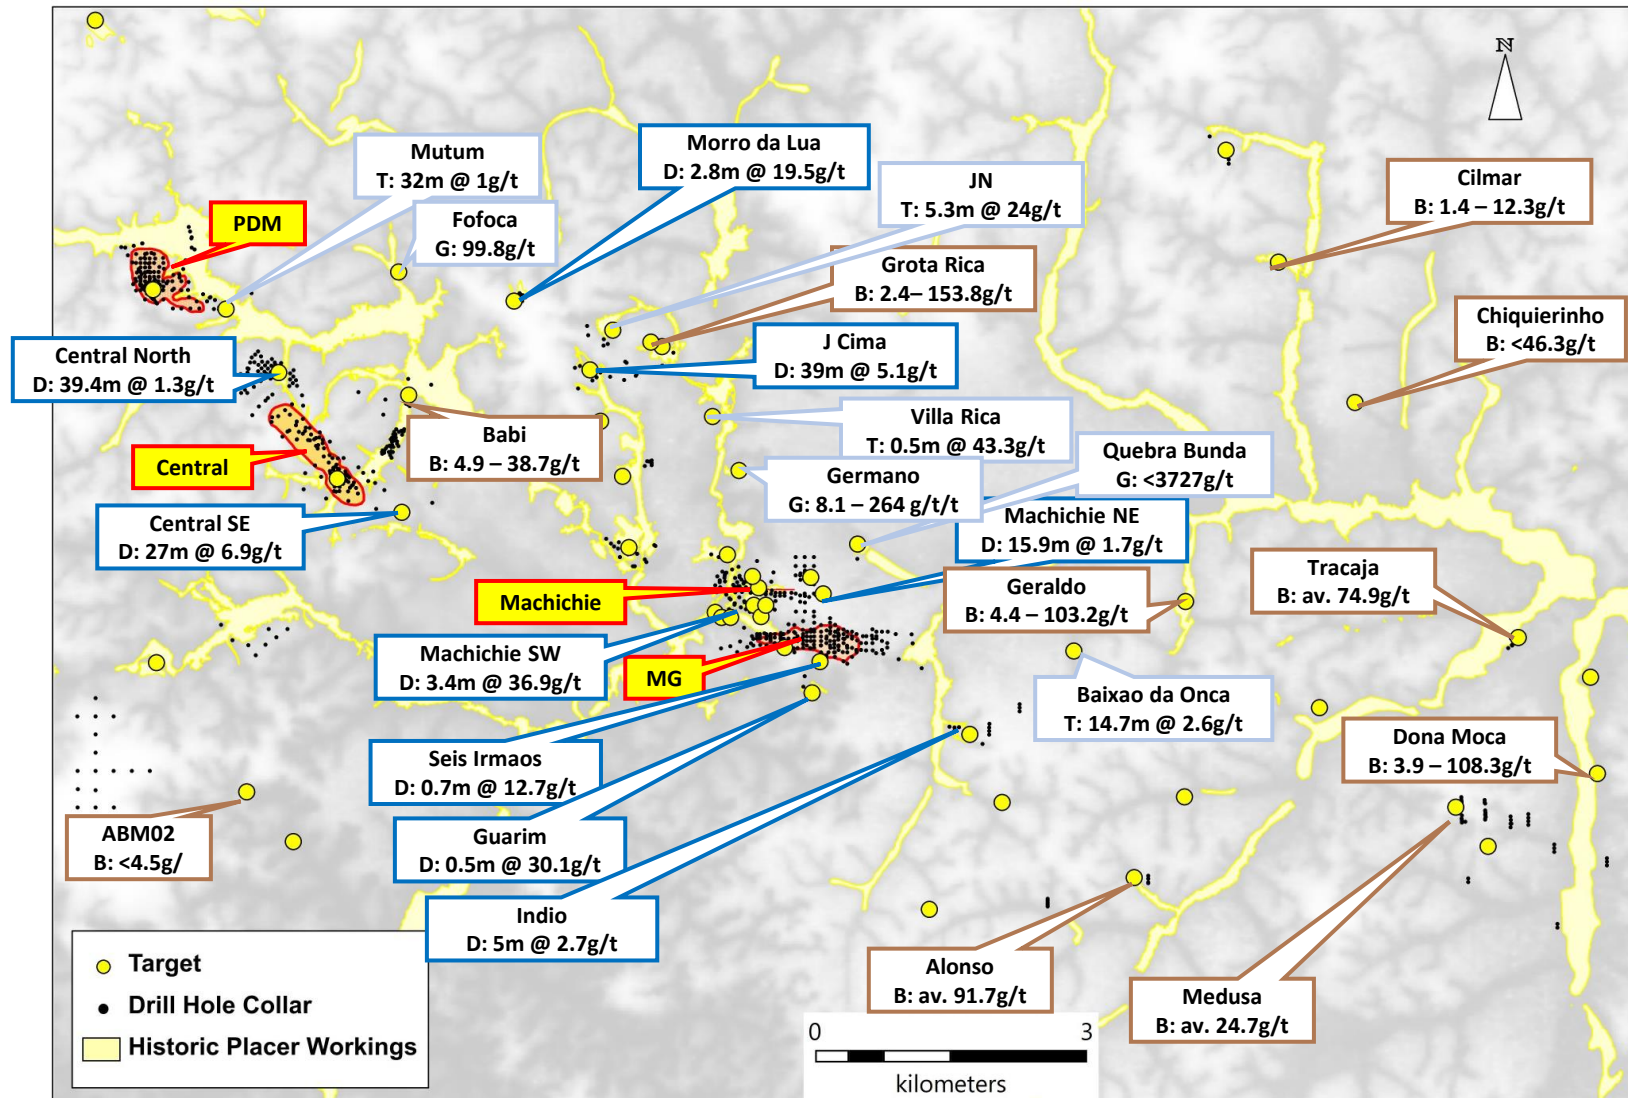 N
Mutum
T: 32m @ 1g/t
Morro da Lua
D: 2.8m @ 19.5g/t
JN
T: 5.3m @ 24g/t
Cilmar
B: 1.4 – 12.3g/t
PDM
Fofoca
G: 99.8g/t
Grota Rica
B: 2.4– 153.8g/t
Chiquierinho
B: <46.3g/t
Central North
D: 39.4m @ 1.3g/t
J Cima
D: 39m @ 5.1g/t
Babi
B: 4.9 – 38.7g/t
Villa Rica
T: 0.5m @ 43.3g/t
Central
Germano
G: 8.1 – 264 g/t/t
Quebra Bunda
G: <3727g/t
Central SE
D: 27m @ 6.9g/t
Machichie NE
D: 15.9m @ 1.7g/t
Machichie
Geraldo
B: 4.4 – 103.2g/t
Tracaja
B: av. 74.9g/t
Machichie SW
D: 3.4m @ 36.9g/t
MG
Baixao da Onca
T: 14.7m @ 2.6g/t
Seis Irmaos
D: 0.7m @ 12.7g/t
Dona Moca
B: 3.9 – 108.3g/t
ABM02
B: <4.5g/
Guarim
D: 0.5m @ 30.1g/t
Indio
D: 5m @ 2.7g/t
Alonso
B: av. 91.7g/t
Medusa
B: av. 24.7g/t
Target
Drill Hole Collar
Historic Placer Workings
0 3
kilometers